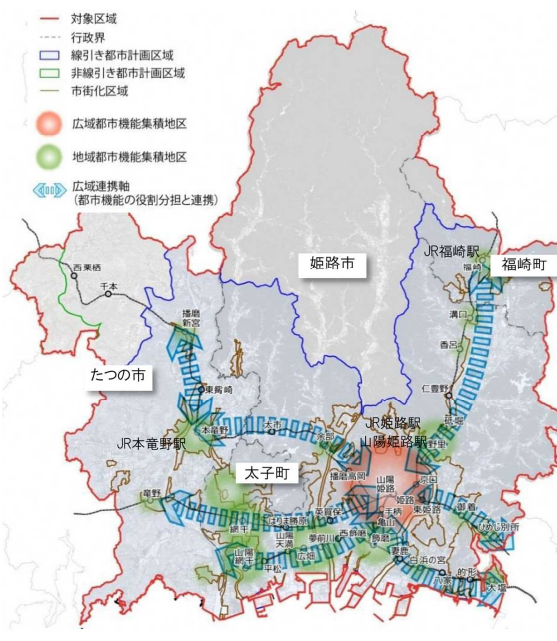 対象区域
行政界
線引き都市計画区域
非線引き都市計画区域
市街化区域
広域都市機能集積地区
地域都市機能集積地区
広域連携軸
(都市機能の役割分担と連携)
JR福崎駅
福崎
福崎町
姫路市
西栗栖
千本
溝口
香呂
播磨
新宮
たつの市
東觜崎
仁豊野
砥堀
本竜野
太市
JR姫路駅
山陽姫路駅
野里
JR本竜野駅
余部
播磨高岡
山陽
姫路
京口
太子町
姫路
東姫路
御着
竜野
手柄
網干
はりま勝原
英賀保
亀山
ひめじ別所
山陽
天満
夢前川
西飾磨
飾磨
妻鹿
山陽
網干
平松
広畑
白浜の宮
的形
八家
大塩